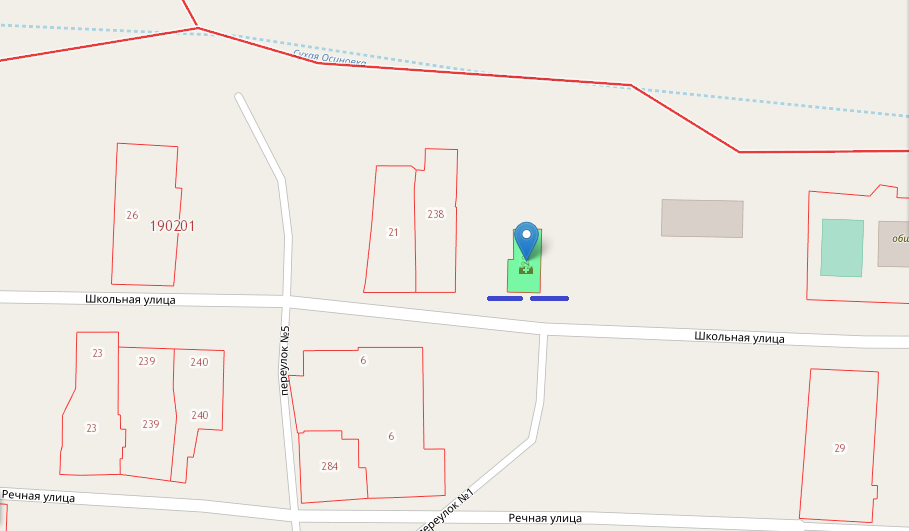 Сухая Осиновка
26
190201
21
238
Школьная улица
Школьная улица
переулок №5
23
239
240
6
23
239
240
6
284
29
Речная улица
переулок №1
Речная улица